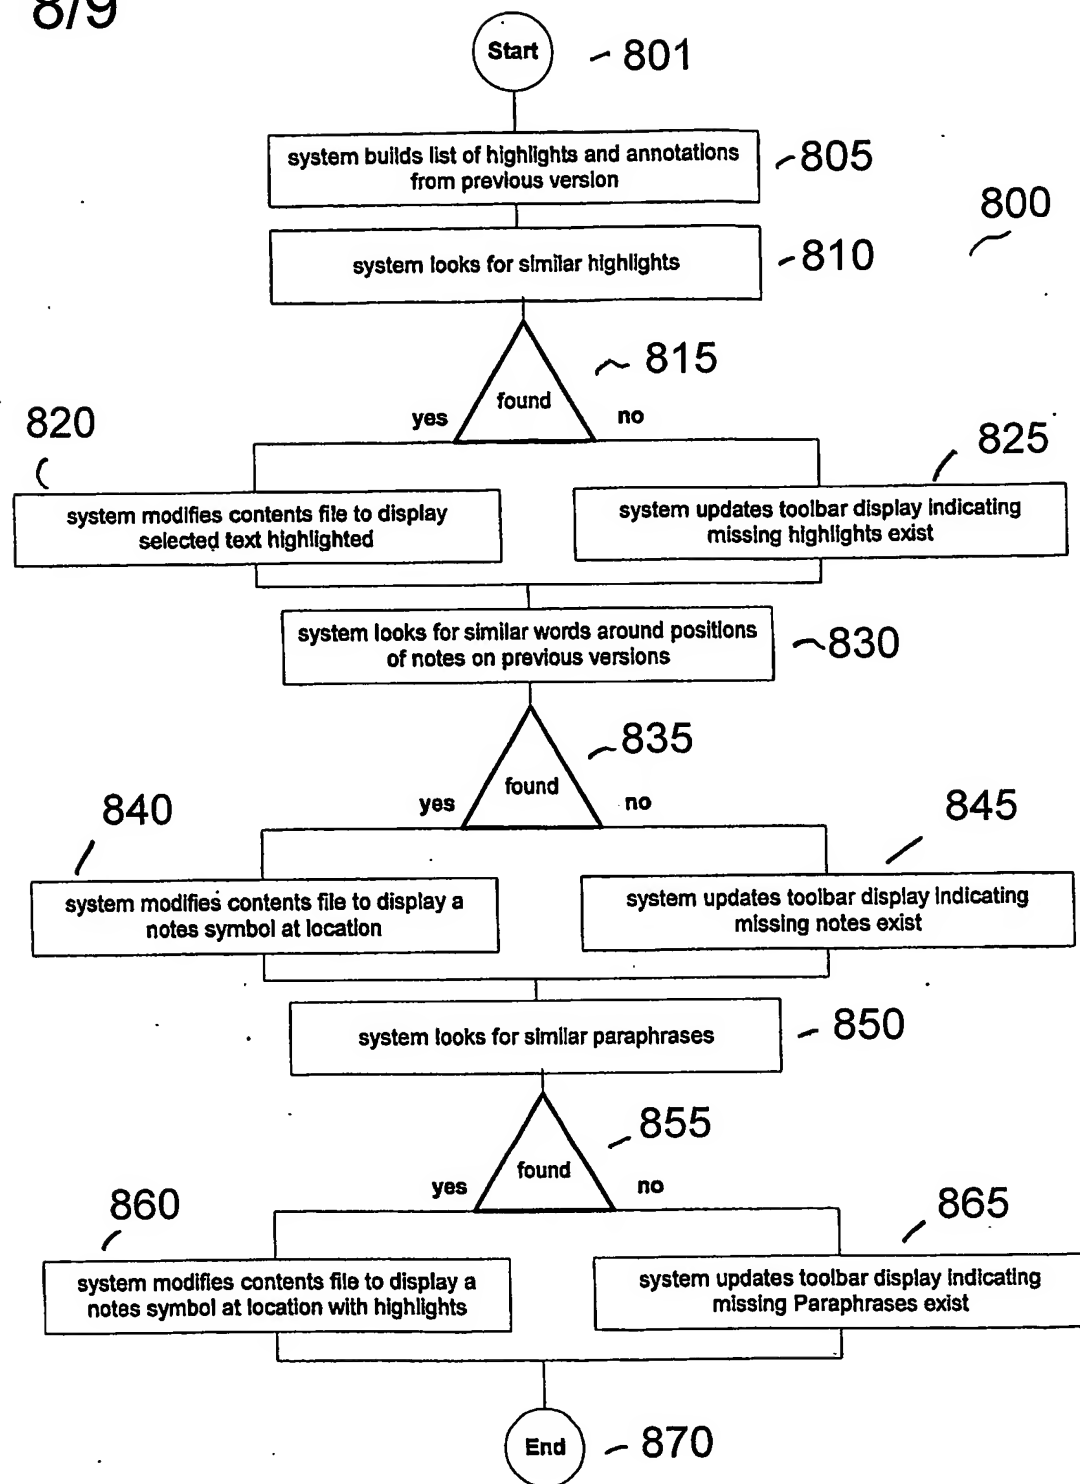 8/9
Start
801
system builds list of highlights and annotations
from previous version
805
800
system looks for similar highlights
810
815
found
yes
no
820
825
system modifies contents file to display
selected text highlighted
system updates toolbar display indicating
missing highlights exist
system looks for similar words around positions
of notes on previous versions
830
835
found
yes
no
840
845
system modifies contents file to display a
notes symbol at location
system updates toolbar display indicating
missing notes exist
system looks for similar paraphrases
850
855
found
yes
no
860
865
system modifies contents file to display a
notes symbol at location with highlights
system updates toolbar display indicating
missing Paraphrases exist
End
870